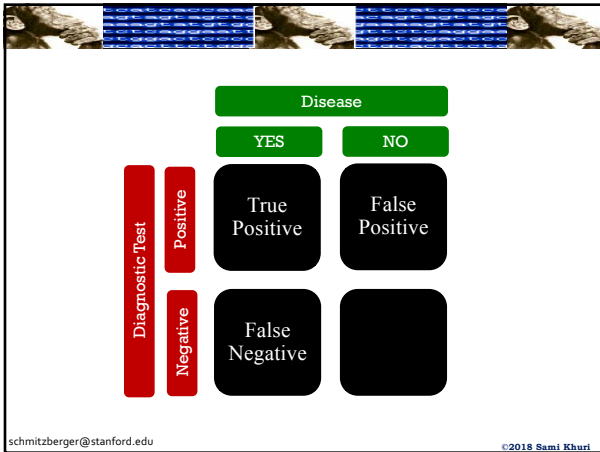 Disease
YES
NO
Diagnostic Test
Positive
True
Positive
False
Positive
Negative
False
Negative
schmitzberger@stanford.edu
©2018 Sami Khuri